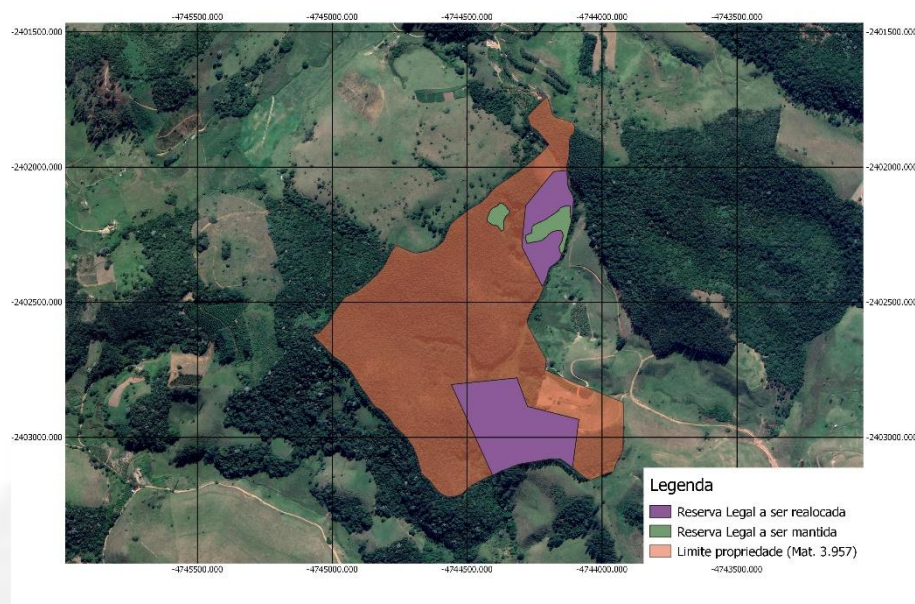 -4745500.000 -4745000.000 -4744500.000 -4744000.000 -4743500.000
-2401500.000 -2401500.000
-2402000.000 -2402000.000
-2402500.000 -2402500.000
-2403000.000 -2403000.000
Legenda
Reserva Legal a ser realocada
Reserva Legal a ser mantida
Limite propriedade (Mat. 3.957)
-4745500.000 -4745000.000 -4744500.000 -4744000.000 -4743500.000